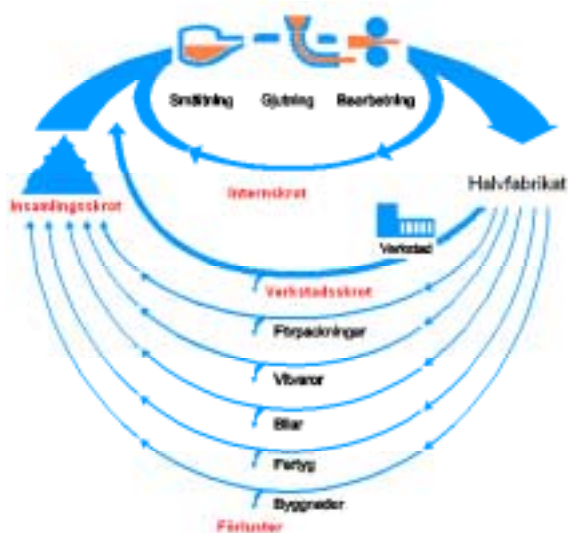 Smältning Gjutning Bearbetning
Internskrot
Halvfabrikat
Insamlingsskrot
Verkstad
Verkstadsskrot
Förpackningar
Vitvaror
Bilar
Fartyg
Byggnader
Förluster